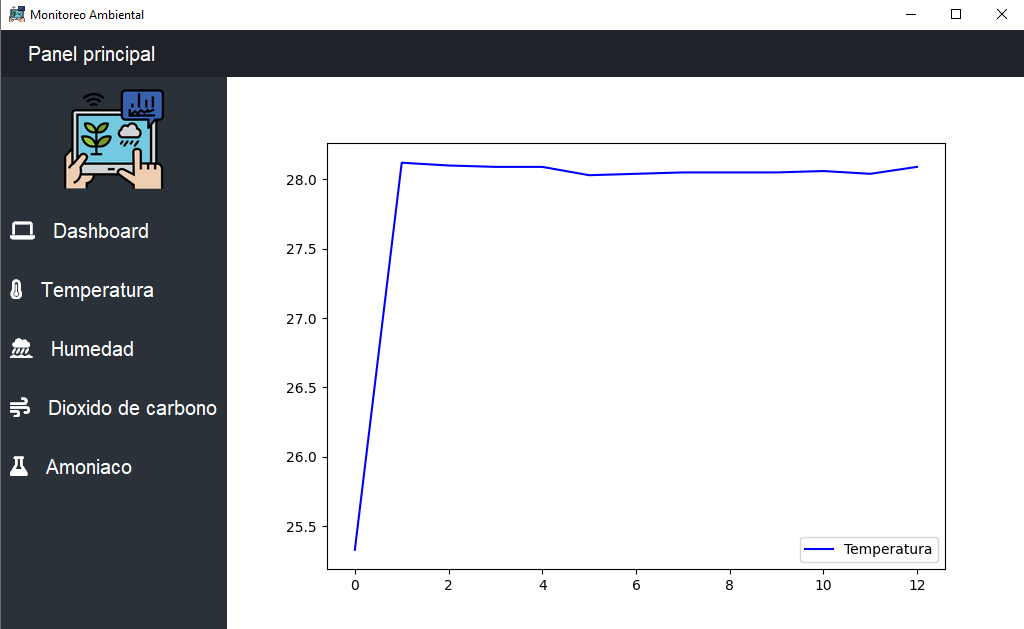 Monitoreo Ambiental
Panel principal
Dashboard
Temperatura
Humedad
Dioxido de carbono
Amoniaco
28.0
27.5
27.0
26.5
26.0
25.5
Temperatura
0 2 4 6 8 10 12